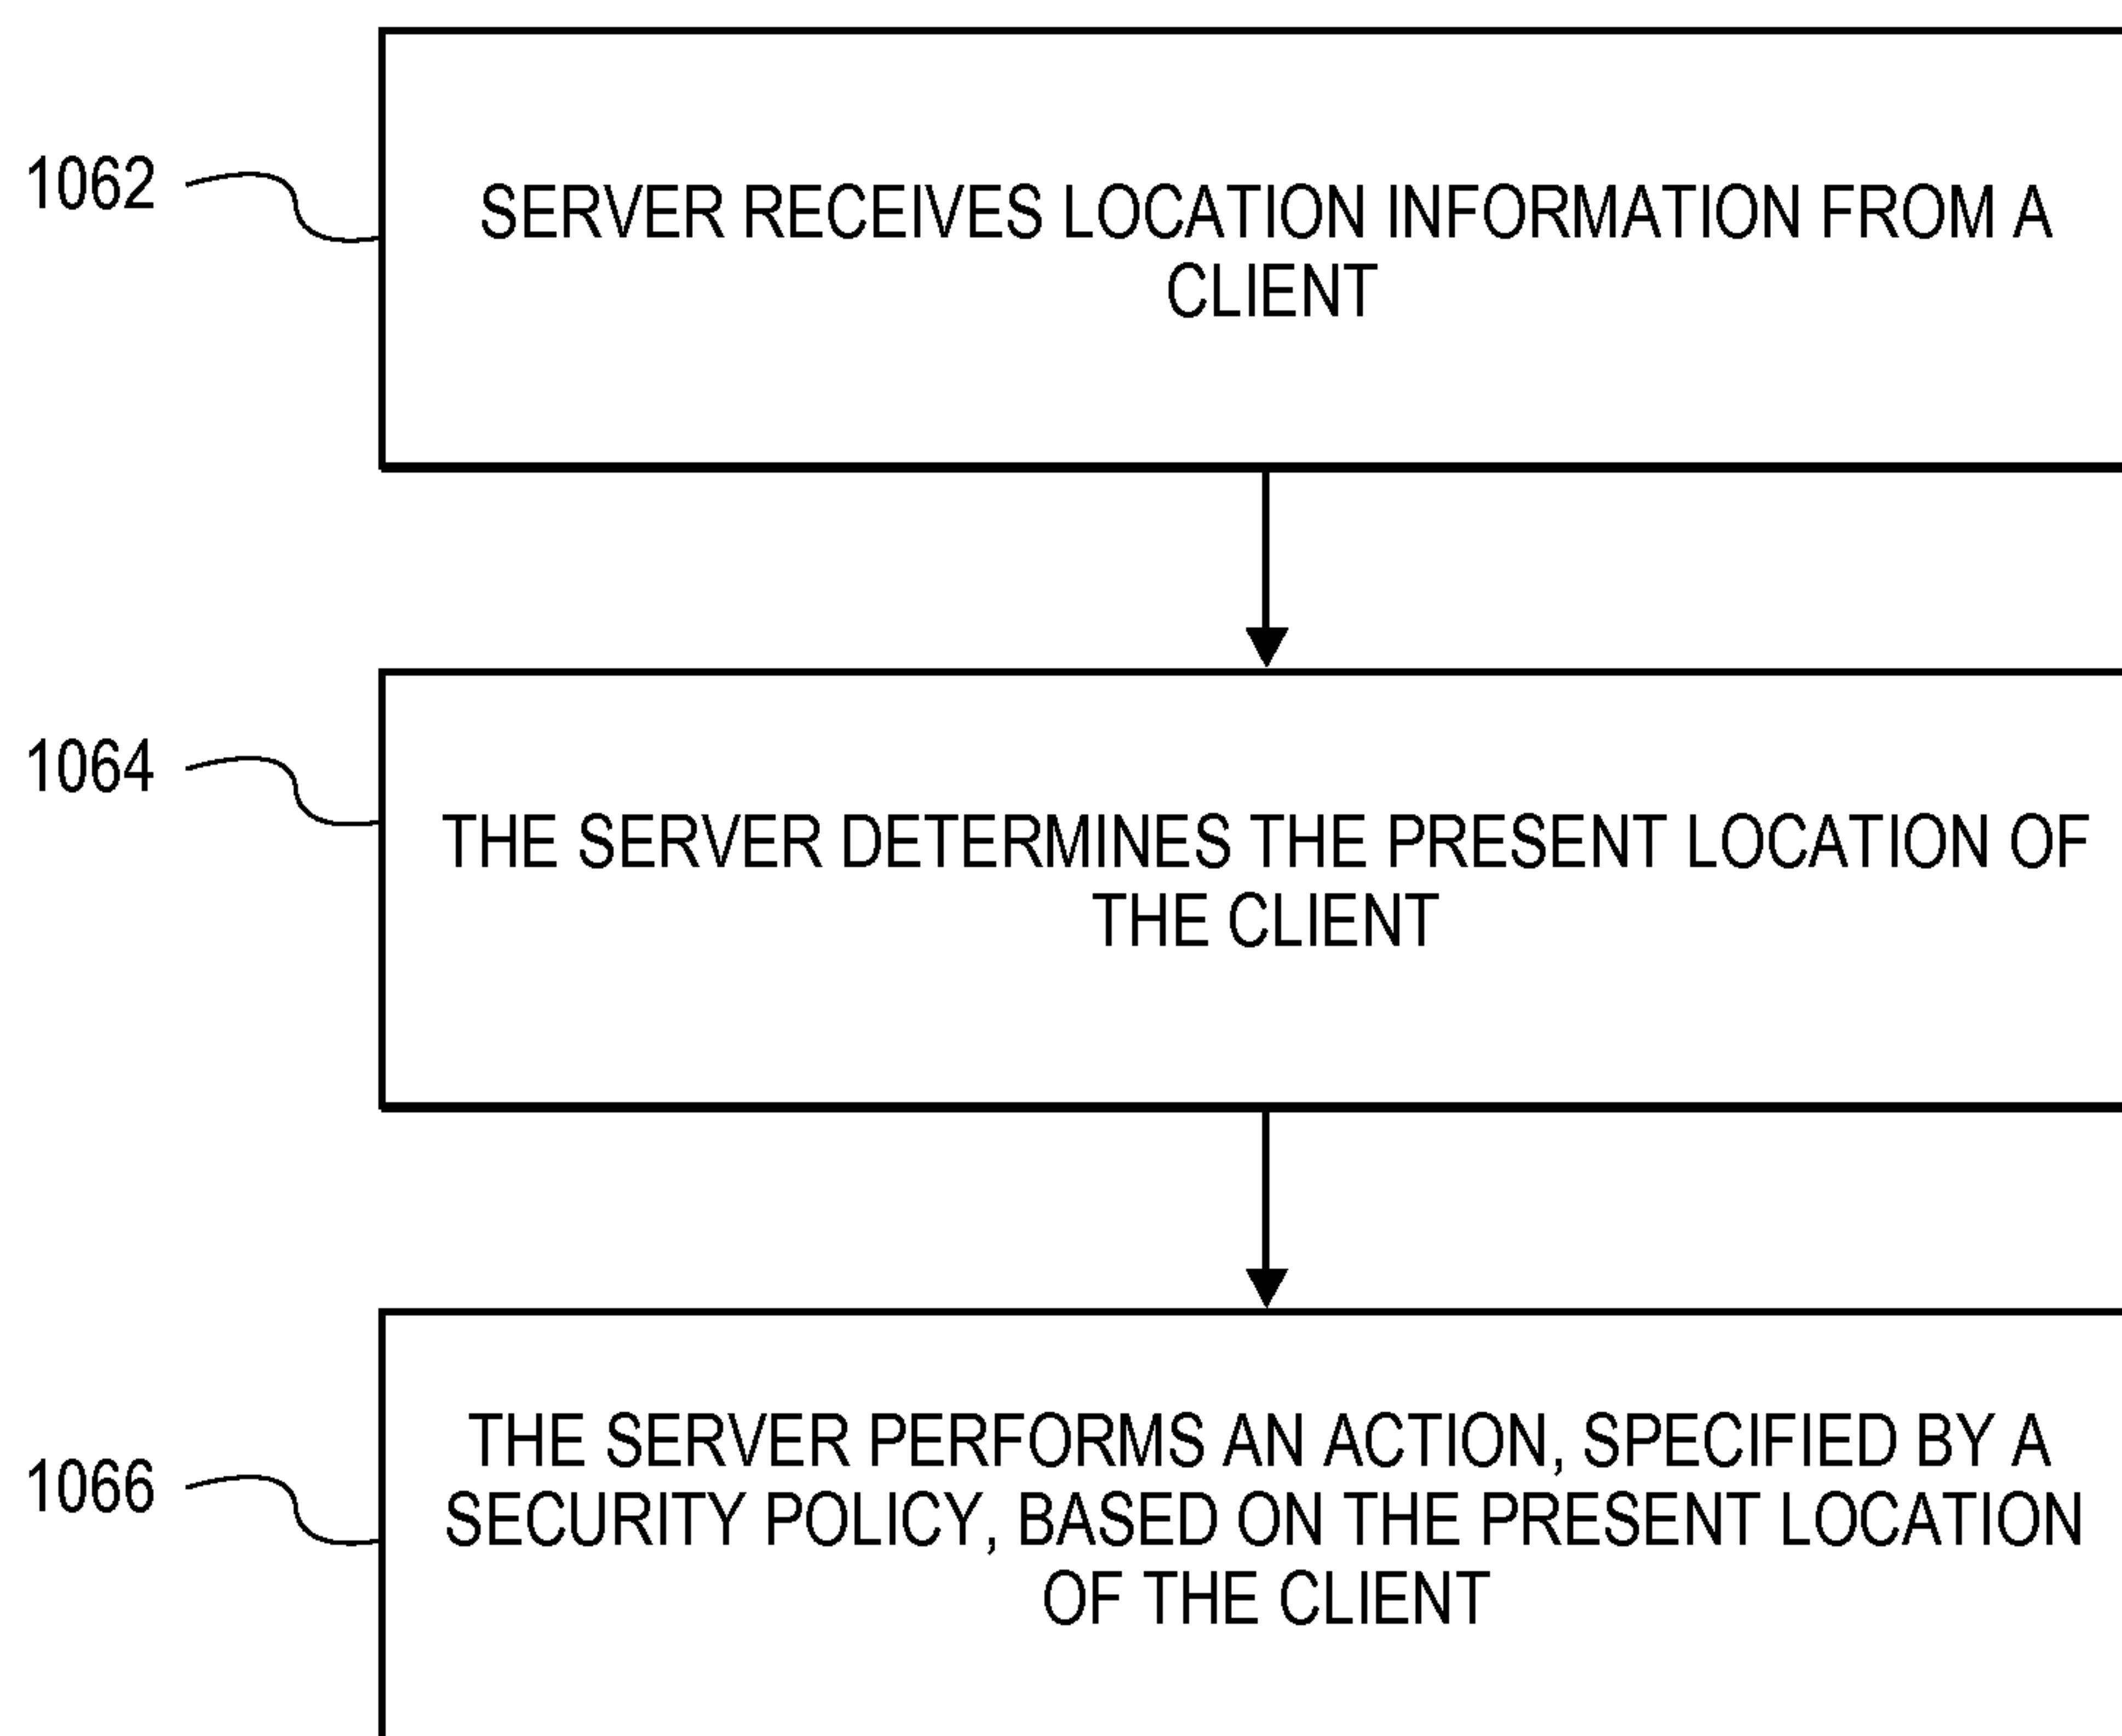 1062
SERVER RECEIVES LOCATION INFORMATION FROM A
CLIENT
1064
THE SERVER DETERMINES THE PRESENT LOCATION OF
THE CLIENT
1066
THE SERVER PERFORMS AN ACTION, SPECIFIED BY A
SECURITY POLICY, BASED ON THE PRESENT LOCATION
OF THE CLIENT